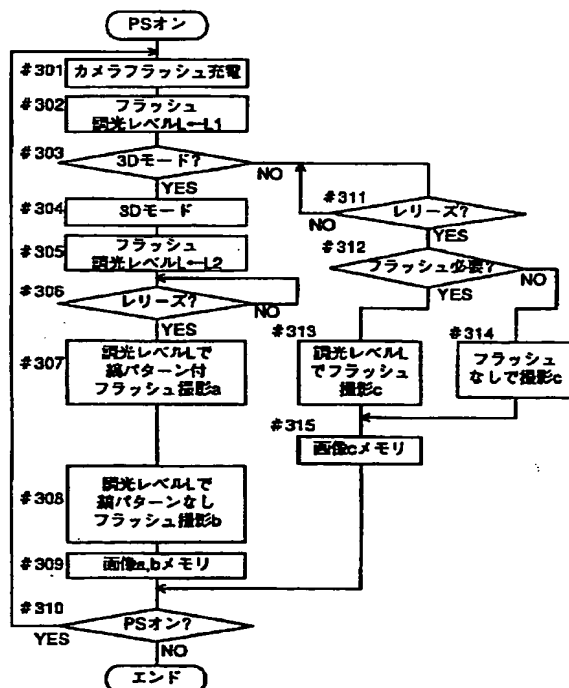 PSオン
#301
カメラフラッシュ充電
#302
フラッシュ
調光レベルL←L1
#303
3Dモード?
NO
YES
#304
3Dモード
#305
フラッシュ
調光レベルL←L2
#306
レリーズ?
NO
YES
#307
調光レベルLで
縞パターン付
フラッシュ撮影a
#308
調光レベルLで
縞パターンなし
フラッシュ撮影b
#309
画像a,bメモリ
#310
PSオン?
YES
NO
エンド
#311
レリーズ?
NO
YES
#312
フラッシュ必要?
NO
YES
#313
調光レベルL
でフラッシュ
撮影c
#314
フラッシュ
なしで撮影c
#315
画像cメモリ